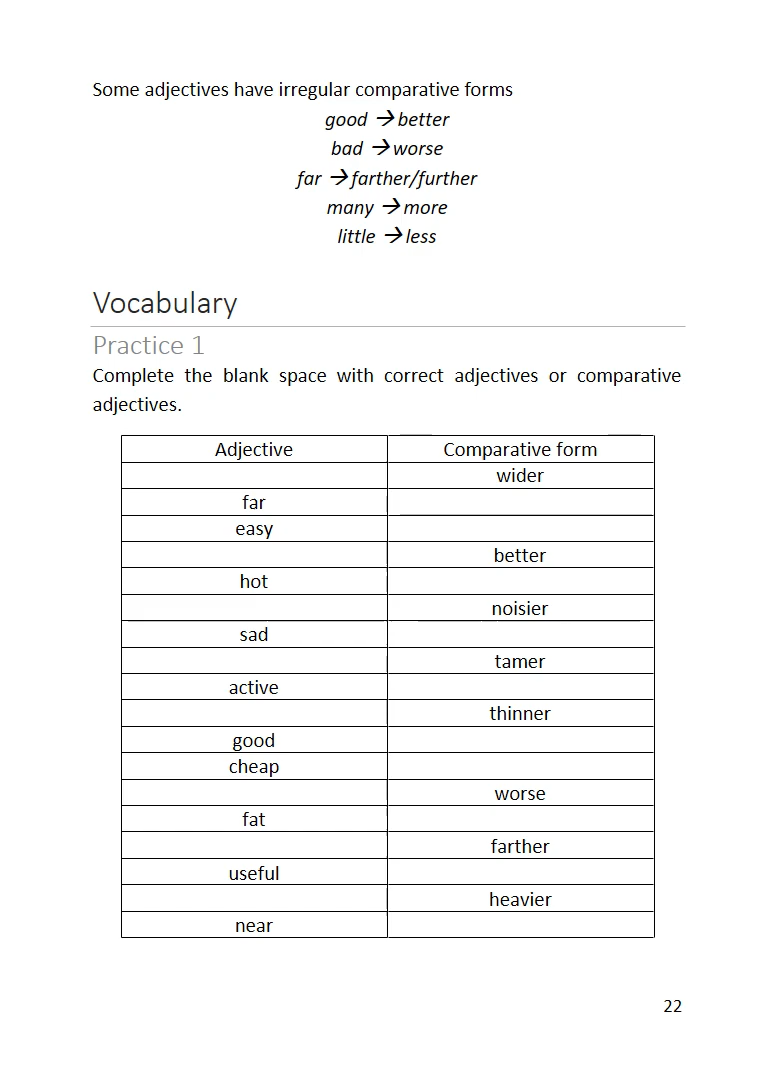 Some adjectives have irregular comparative forms
good → better
bad → worse
far → farther/further
many → more
little → less
Vocabulary
Practice 1
Complete the blank space with correct adjectives or comparative
adjectives.
Adjective Comparative form
wider
far
easy
better
hot
noisier
sad
tamer
active
thinner
good
cheap
worse
fat
farther
useful
heavier
near
22